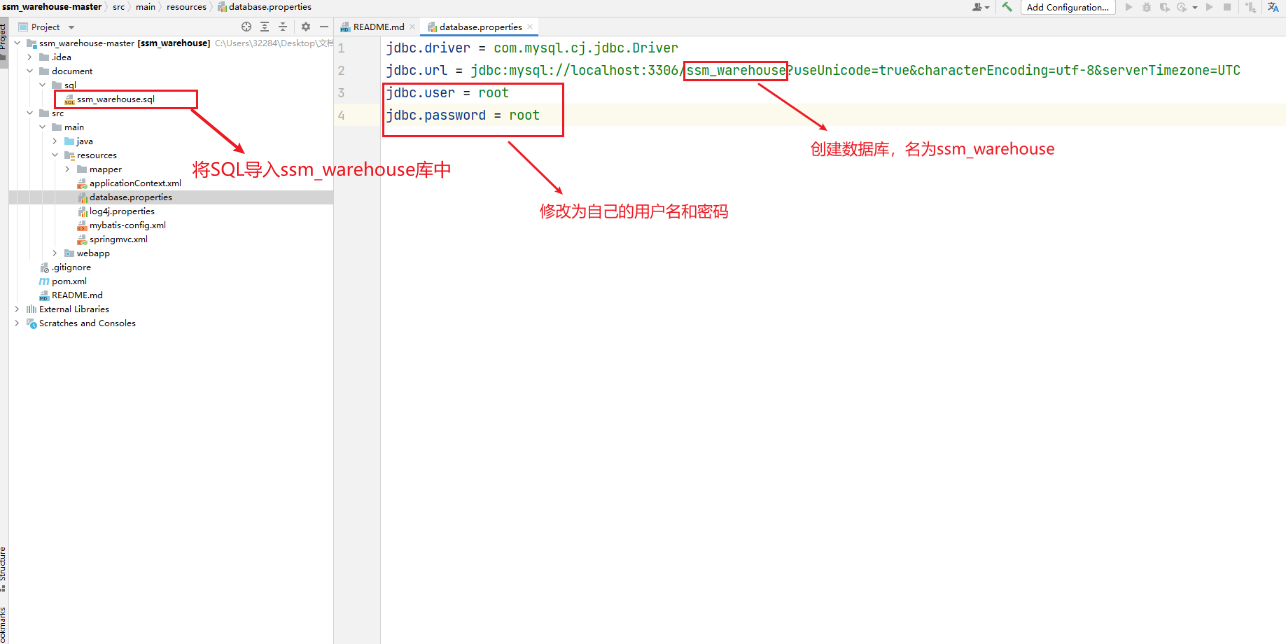 ssm_warehouse-master src main resources database.properties
Add Configuration...
Project
Project
README.md
database.properties
ssm_warehouse-master [ssm_warehouse] C:\Users\32284\Desktop\文档
.idea
document
sql
ssm_warehouse.sql
src
main
java
resources
mapper
applicationContext.xml
database.properties
log4j.properties
mybatis-config.xml
springmvc.xml
webapp
.gitignore
pom.xml
README.md
External Libraries
Scratches and Consoles
1 jdbc.driver = com.mysql.cj.jdbc.Driver
2 jdbc.url = jdbc:mysql://localhost:3306/ssm_warehouse?useUnicode=true&characterEncoding=utf-8&serverTimezone=UTC
3 jdbc.user = root
4 jdbc.password = root
创建数据库，名为ssm_warehouse
将SQL导入ssm_warehouse库中
修改为自己的用户名和密码
Structure